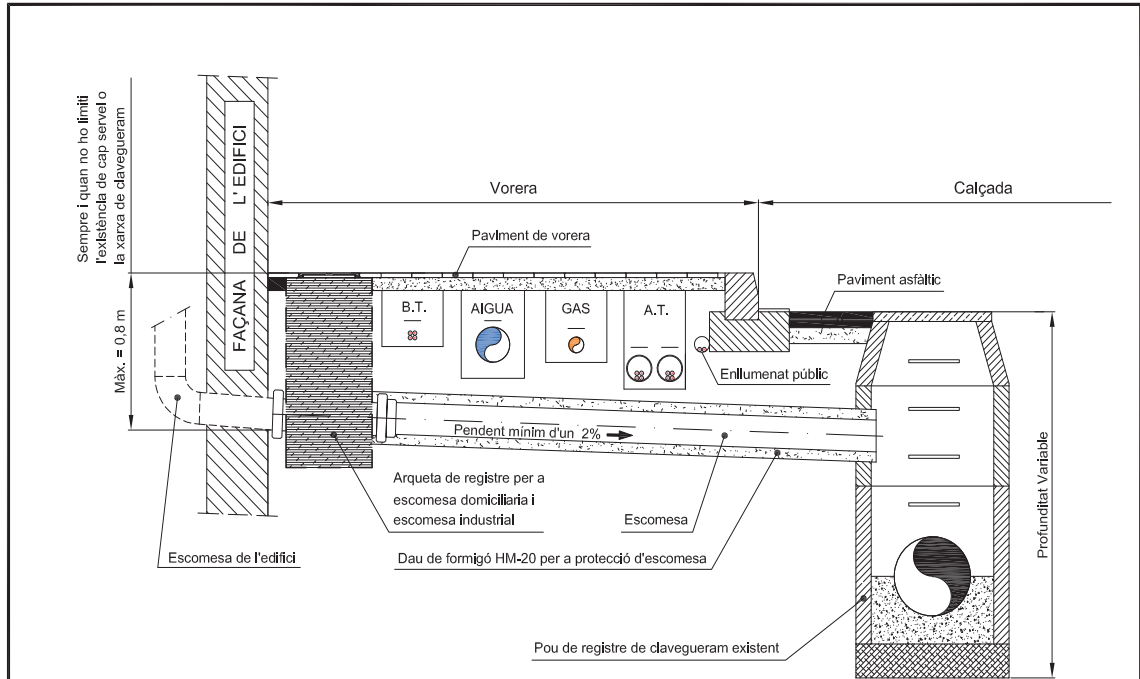 Sempre i quan no ho limiti
l'existència de cap servei o
la xarxa de clavegueram
Màx. = 0,8 m
FAÇANA DE L'EDIFICI
Vorera
Calçada
Paviment de vorera
Paviment asfàltic
B.T.
AIGUA
GAS
A.T.
Enllumenat públic
Pendent mínim d'un 2%
Arqueta de registre per a
escomesa domiciliaria i
escomesa industrial
Escomesa
Escomesa de l'edifici
Dau de formigó HM-20 per a protecció d'escomesa
Pou de registre de clavegueram existent
Profunditat Variable